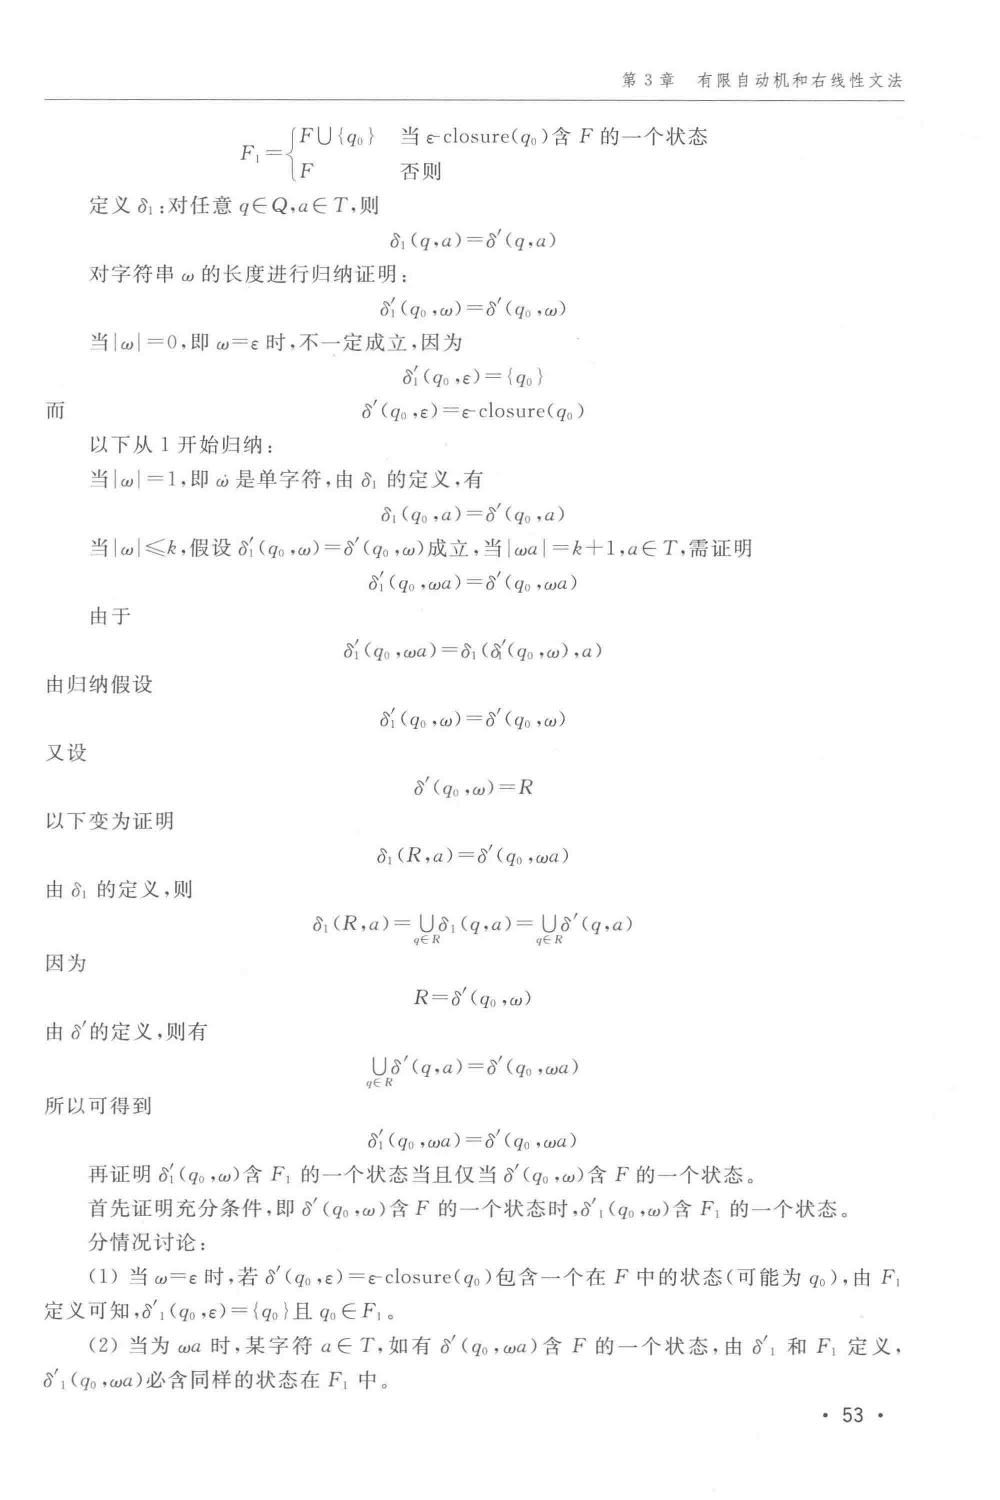 第 3 章 有限自动机和右线性文法
F₁={F∪{q₀} 当 ε-closure(q₀)含 F 的一个状态
F 否则
定义 δ₁:对任意 q∈Q,a∈T,则
δ₁(q,a)=δ′(q,a)
对字符串 ω 的长度进行归纳证明:
δ₁′(q₀,ω)=δ′(q₀,ω)
当|ω|=0,即 ω=ε 时,不一定成立,因为
δ₁′(q₀,ε)={q₀}
而 δ′(q₀,ε)=ε-closure(q₀)
以下从 1 开始归纳:
当|ω|=1,即 ω 是单字符,由 δ₁ 的定义,有
δ₁(q₀,a)=δ′(q₀,a)
当|ω|≤k,假设 δ₁′(q₀,ω)=δ′(q₀,ω)成立,当|ωa|=k+1,a∈T,需证明
δ₁′(q₀,ωa)=δ′(q₀,ωa)
由于
δ₁′(q₀,ωa)=δ₁(δ₁′(q₀,ω),a)
由归纳假设
δ₁′(q₀,ω)=δ′(q₀,ω)
又设
δ′(q₀,ω)=R
以下变为证明
δ₁(R,a)=δ′(q₀,ωa)
由 δ₁ 的定义,则
δ₁(R,a)=∪δ₁(q,a)=∪δ′(q,a)
q∈R q∈R
因为
R=δ′(q₀,ω)
由 δ′的定义,则有
∪δ′(q,a)=δ′(q₀,ωa)
q∈R
所以可得到
δ₁′(q₀,ωa)=δ′(q₀,ωa)
再证明 δ₁′(q₀,ω)含 F₁ 的一个状态当且仅当 δ′(q₀,ω)含 F 的一个状态。
首先证明充分条件,即 δ′(q₀,ω)含 F 的一个状态时,δ′₁(q₀,ω)含 F₁ 的一个状态。
分情况讨论:
(1) 当 ω=ε 时,若 δ′(q₀,ε)=ε-closure(q₀)包含一个在 F 中的状态(可能为 q₀),由 F₁
定义可知,δ′₁(q₀,ε)={q₀}且 q₀∈F₁。
(2) 当为 ωa 时,某字符 a∈T,如有 δ′(q₀,ωa)含 F 的一个状态,由 δ′₁ 和 F₁ 定义,
δ′₁(q₀,ωa)必含同样的状态在 F₁ 中。
· 53 ·